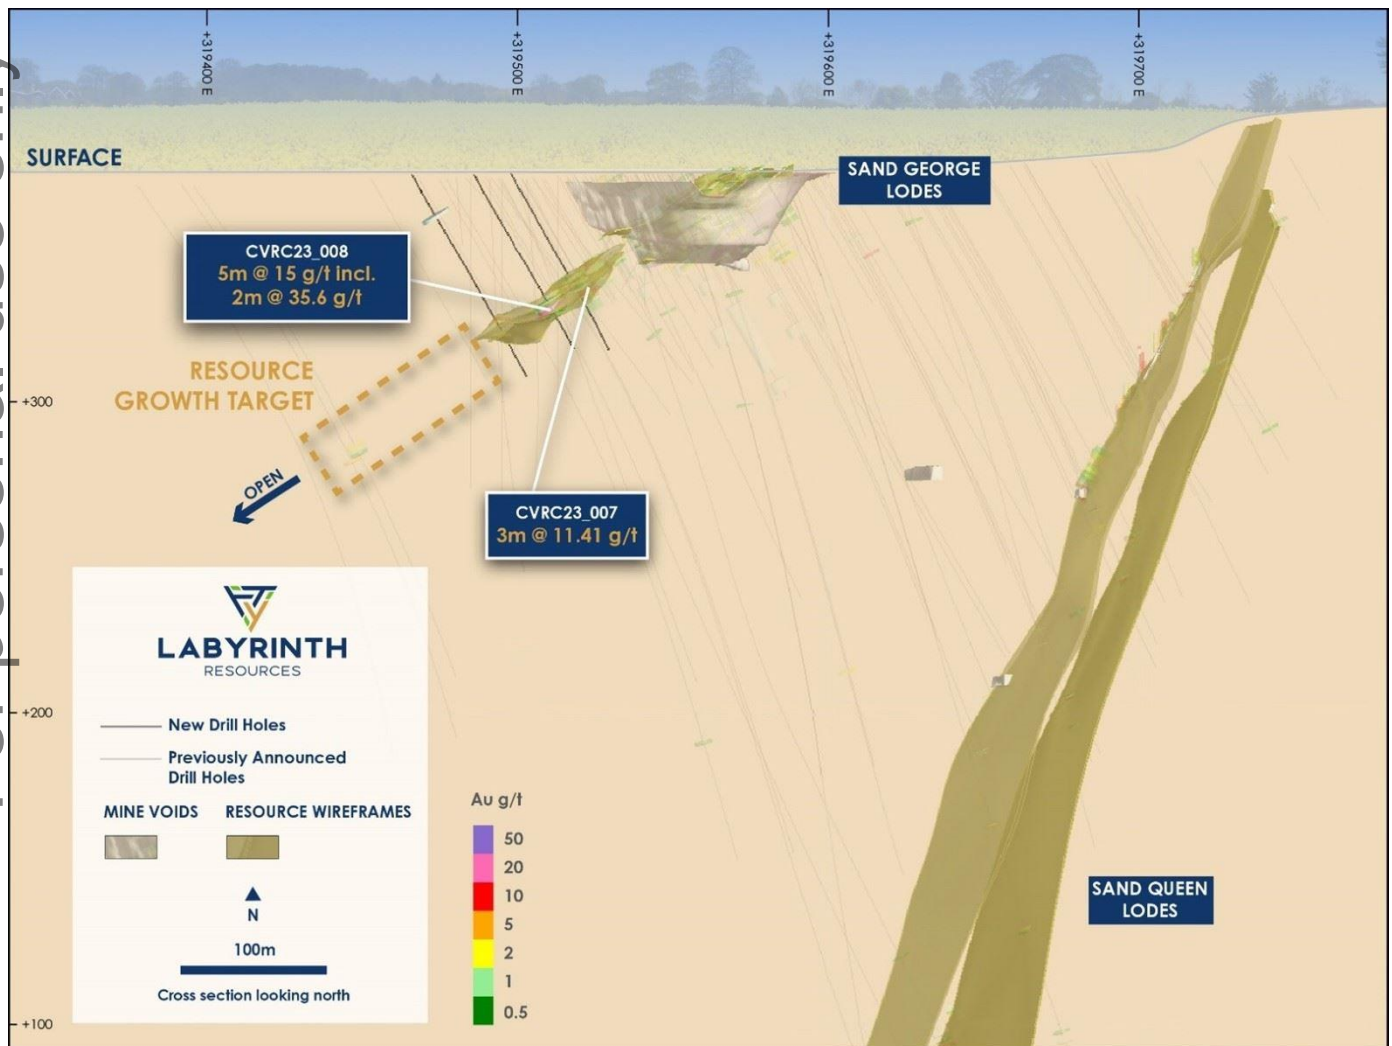 +319400 E
+319500 E
+319600 E
+319700 E
SURFACE
SAND GEORGE
LODES
CVRC23_008
5m @ 15 g/t incl.
2m @ 35.6 g/t
RESOURCE
GROWTH TARGET
+300
OPEN
CVRC23_007
3m @ 11.41 g/t
LABYRINTH
RESOURCES
+200
New Drill Holes
Previously Announced
Drill Holes
MINE VOIDS
RESOURCE WIREFRAMES
N
100m
Cross section looking north
+100
Au g/t
50
20
10
5
2
1
0.5
SAND QUEEN
LODES